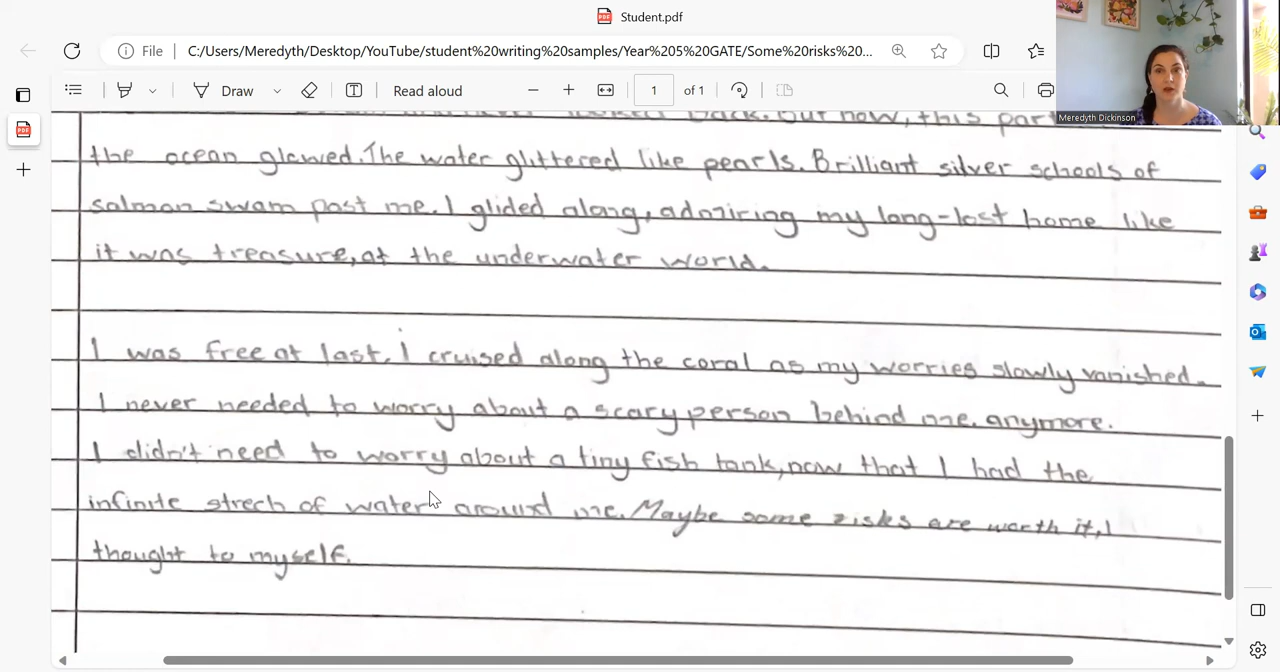 Student.pdf
File
C:/Users/Meredyth/Desktop/YouTube/student%20writing%20samples/Year%205%20GATE/Some%20risks%20...
Draw
Read aloud
1
of 1
Meredyth Dickinson
back. But now, this par
the ocean glowed. The water glittered like pearls. Brilliant silver schools of
salmon swam past me. I glided along, admiring my long-lost home like
it was treasure, at the underwater world.
I was free at last. I cruised along the coral as my worries slowly vanished.
I never needed to worry about a scary person behind me, anymore.
I didn't need to worry about a tiny fish tank, now that I had the
infinite strech of water around me. Maybe some risks are worth it, I
thought to myself.